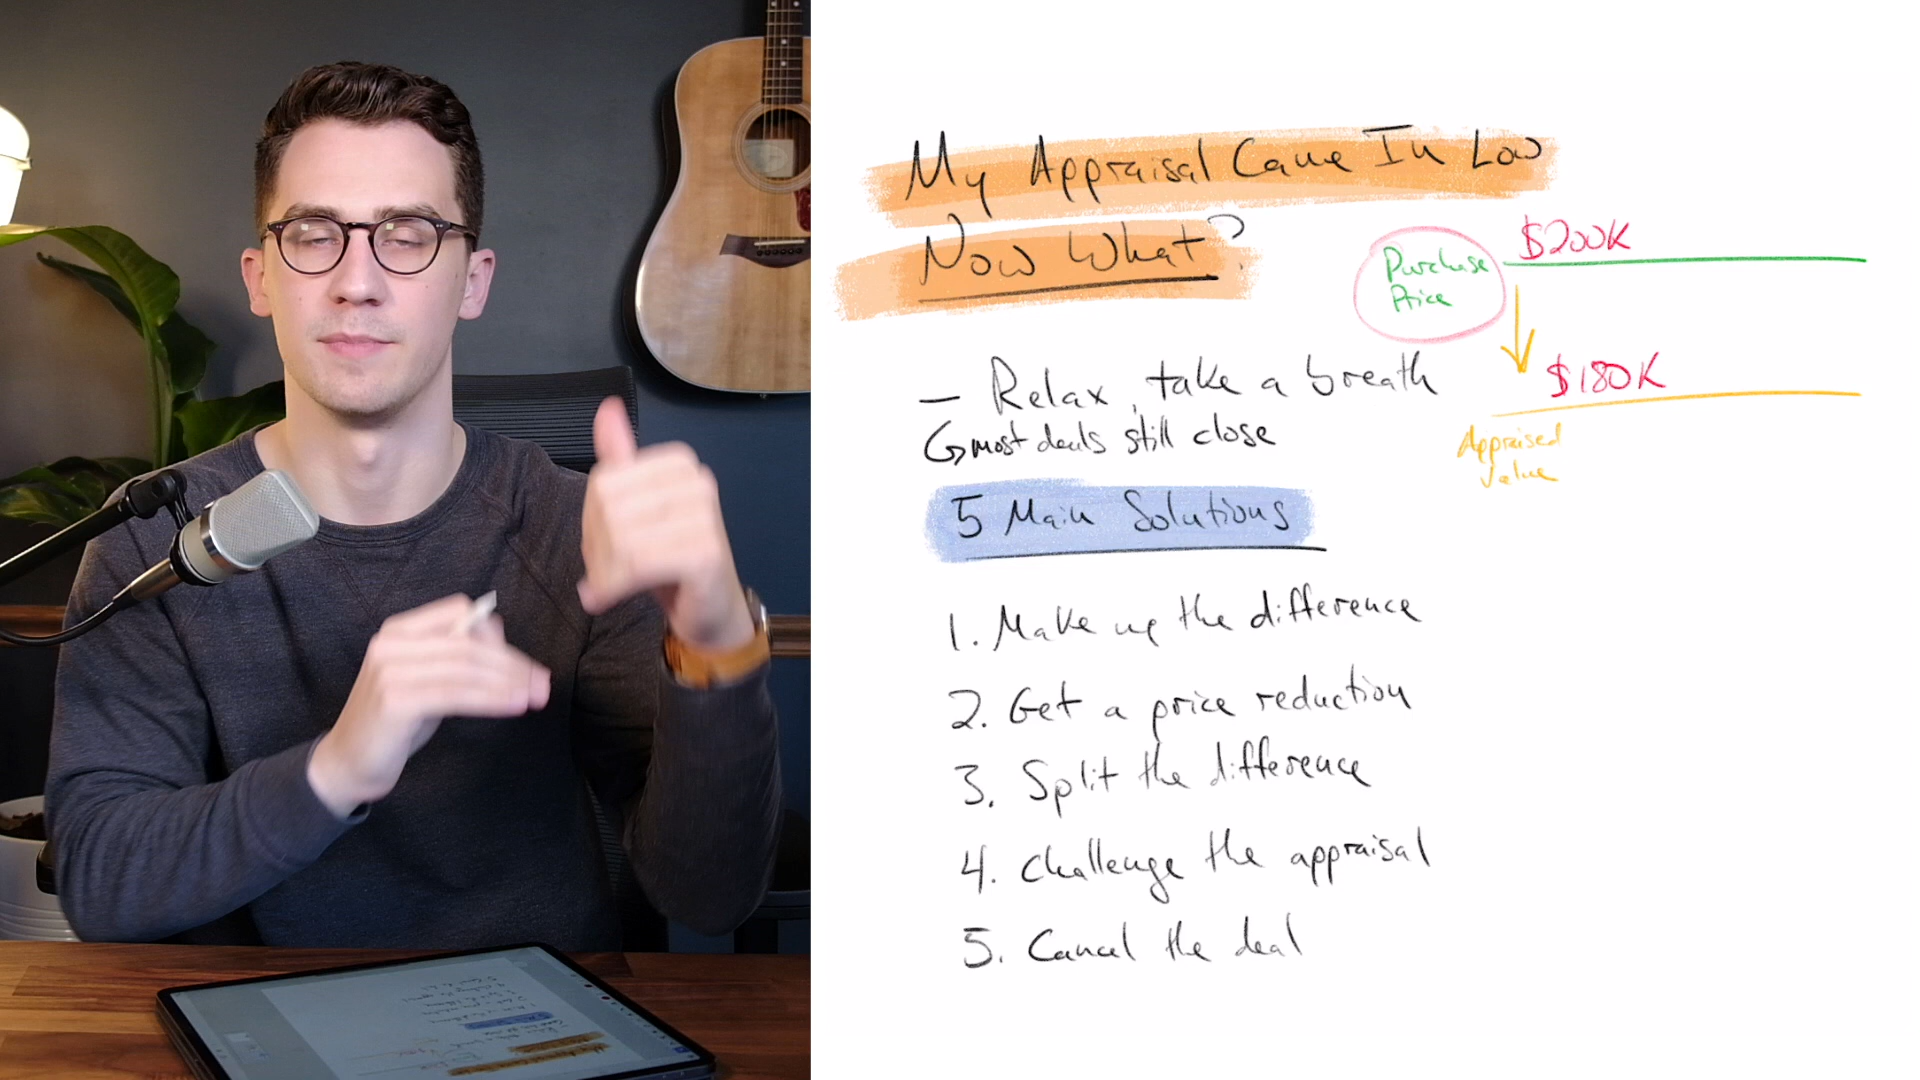 My Appraisal Came In Low
Now What?
$200K
Purchase
Price
$180K
Appraised
Value
- Relax, take a breath
most deals still close
5 Main Solutions
1. Make up the difference
2. Get a price reduction
3. Split the difference
4. Challenge the appraisal
5. Cancel the deal